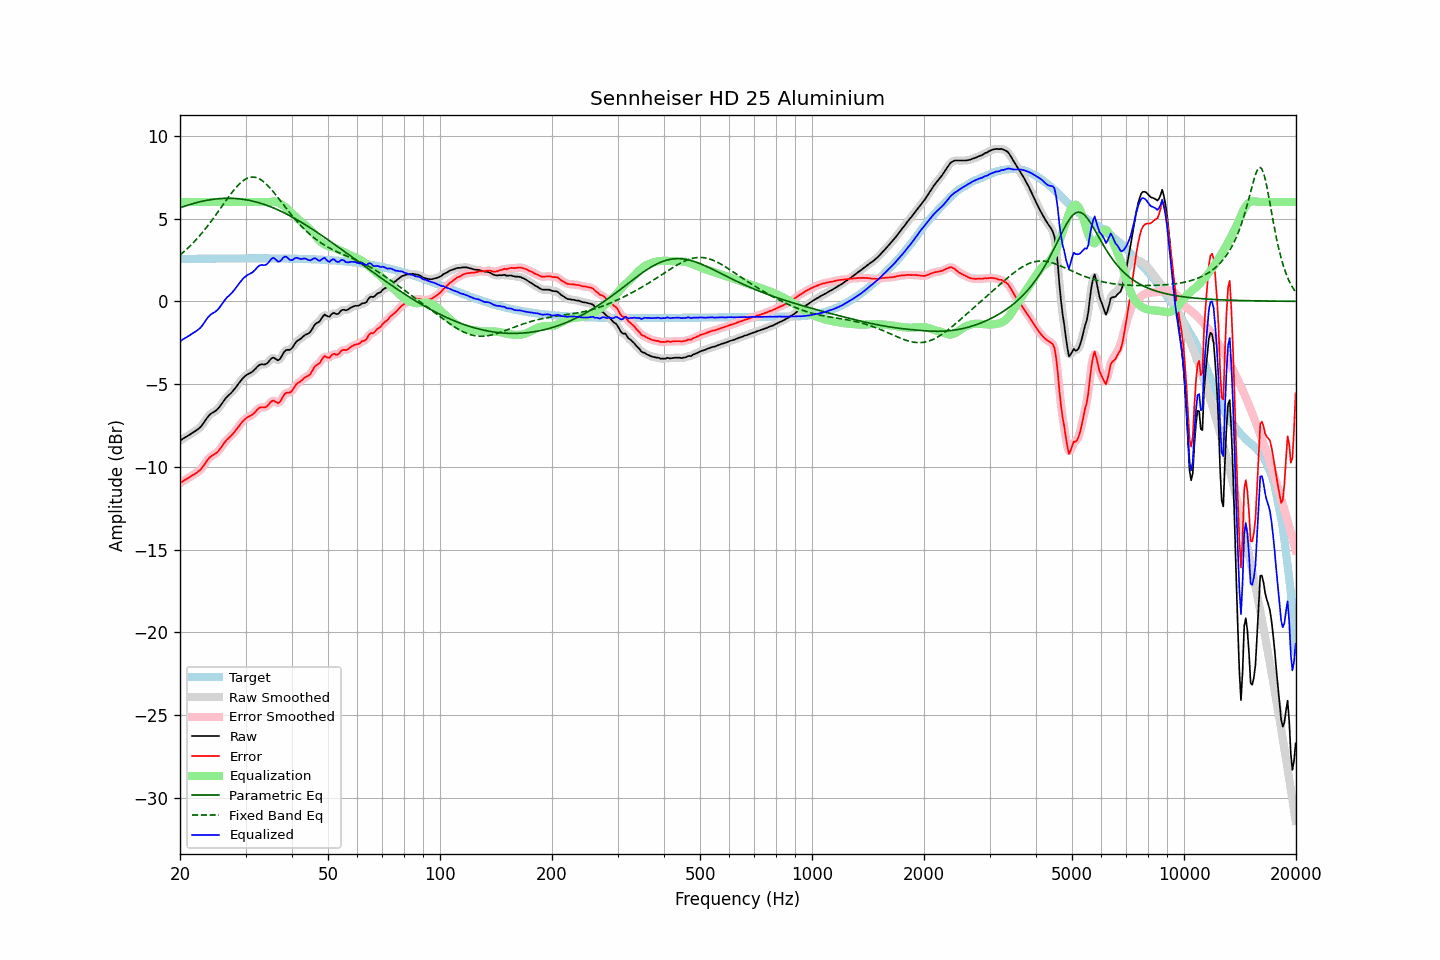 Sennheiser HD 25 Aluminium
10
5
0
−5
−10
−15
−20
−25
−30
Amplitude (dBr)
Target
Raw Smoothed
Error Smoothed
Raw
Error
Equalization
Parametric Eq
Fixed Band Eq
Equalized
20 50 100 200 500 1000 2000 5000 10000 20000
Frequency (Hz)